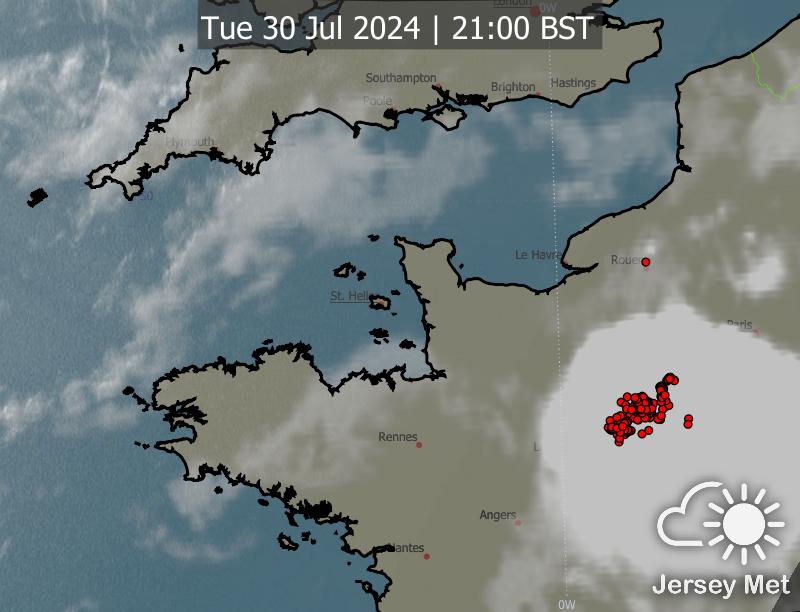 London
0W
Tue 30 Jul 2024 | 21:00 BST
Southampton
Brighton
Hastings
Poole
Plymouth
50
Le Havre
Rouen
St. Helier
Paris
Rennes
L
Angers
Nantes
Jersey Met
0W